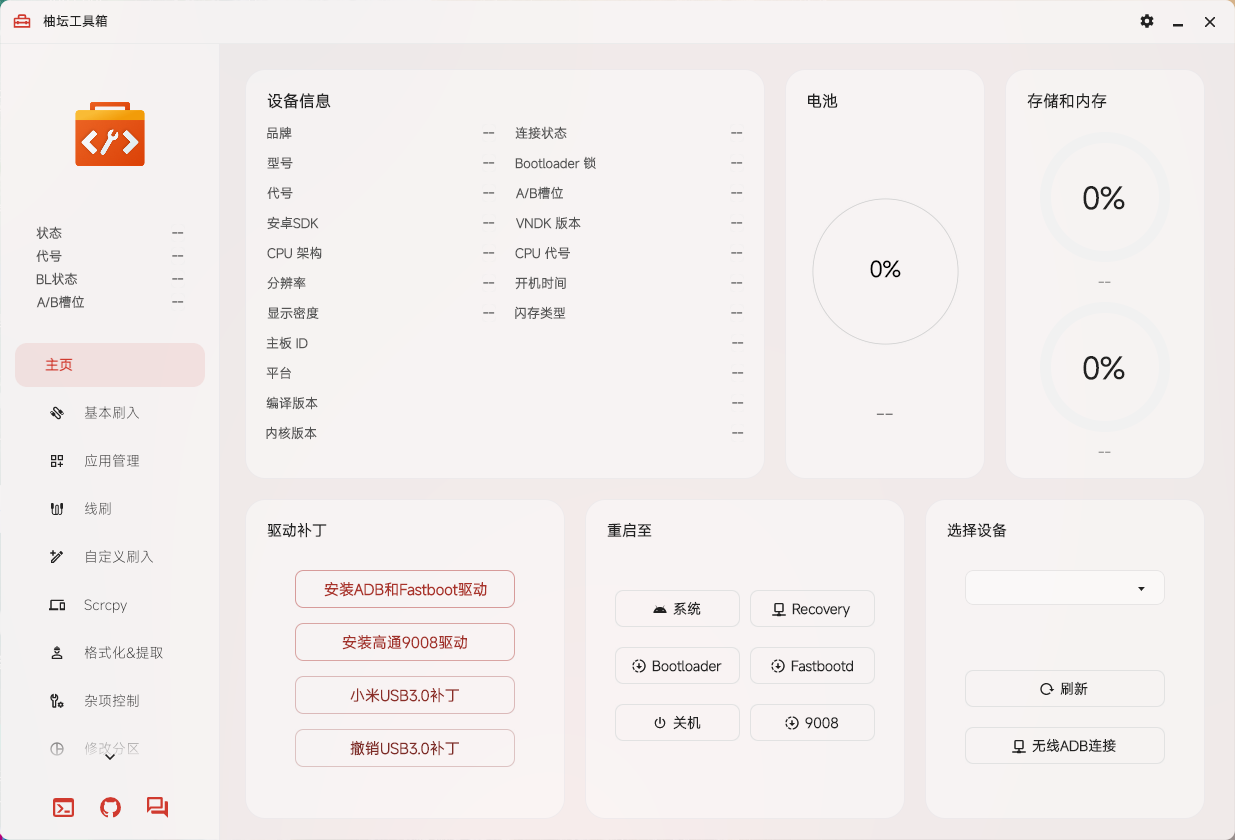 柚坛工具箱
状态 --
代号 --
BL状态 --
A/B槽位 --
主页
基本刷入
应用管理
线刷
自定义刷入
Scrcpy
格式化&提取
杂项控制
修改分区
设备信息
品牌 -- 连接状态 --
型号 -- Bootloader 锁 --
代号 -- A/B槽位 --
安卓SDK -- VNDK 版本 --
CPU 架构 -- CPU 代号 --
分辨率 -- 开机时间 --
显示密度 -- 闪存类型 --
主板 ID --
平台 --
编译版本 --
内核版本 --
电池
0%
--
存储和内存
0%
--
0%
--
驱动补丁
安装ADB和Fastboot驱动
安装高通9008驱动
小米USB3.0补丁
撤销USB3.0补丁
重启至
系统 Recovery
Bootloader Fastbootd
关机 9008
选择设备
刷新
无线ADB连接